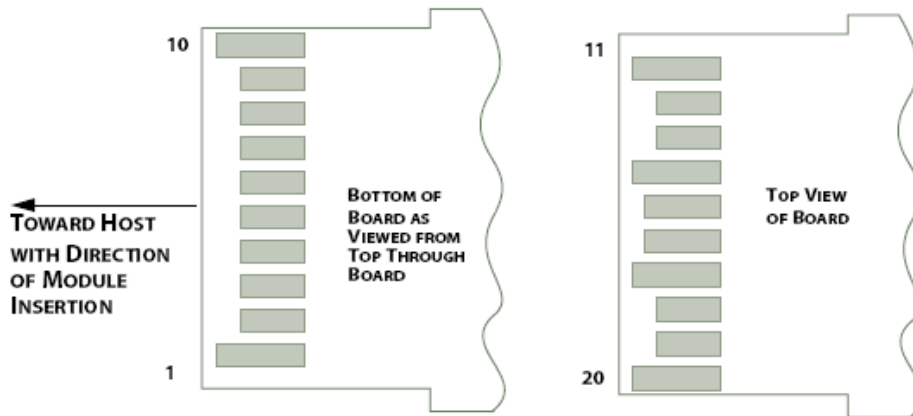 10
1
TOWARD HOST
WITH DIRECTION
OF MODULE
INSERTION
BOTTOM OF
BOARD AS
VIEWED FROM
TOP THROUGH
BOARD
11
20
TOP VIEW
OF BOARD